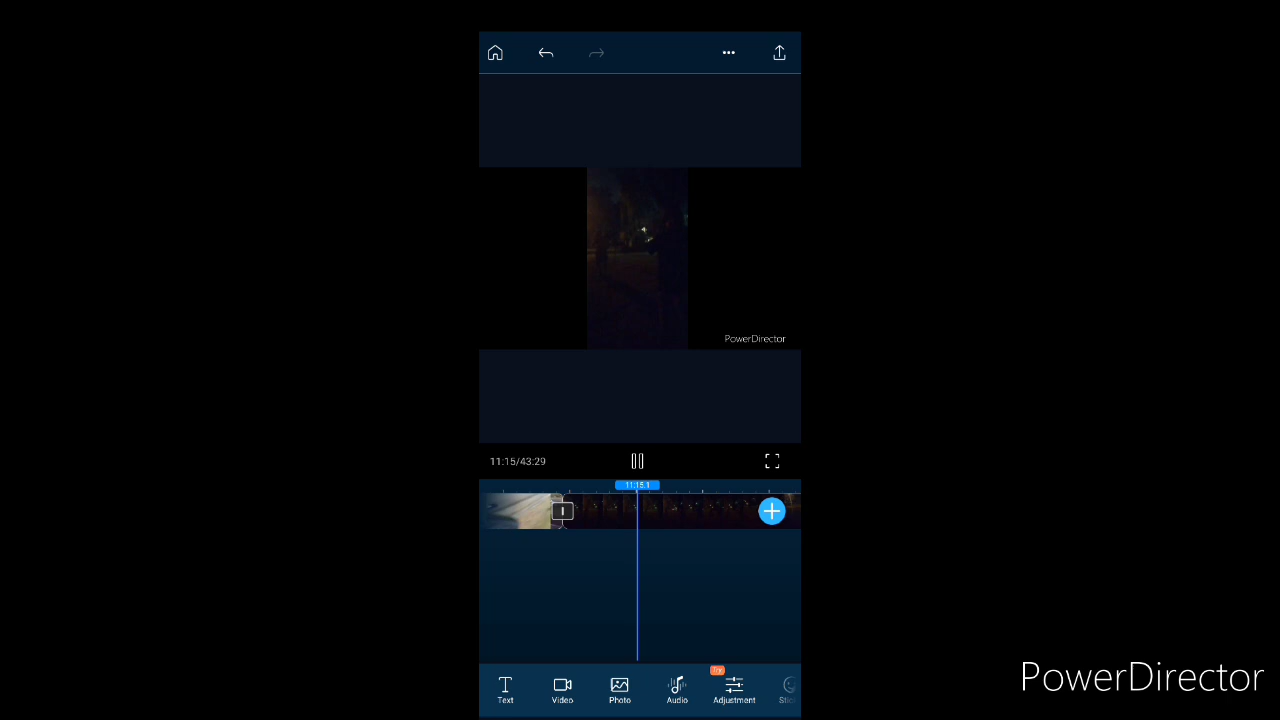 PowerDirector
11:15/43:29
11:15.1
Try
Text
Video
Photo
Audio
Adjustment
PowerDirector